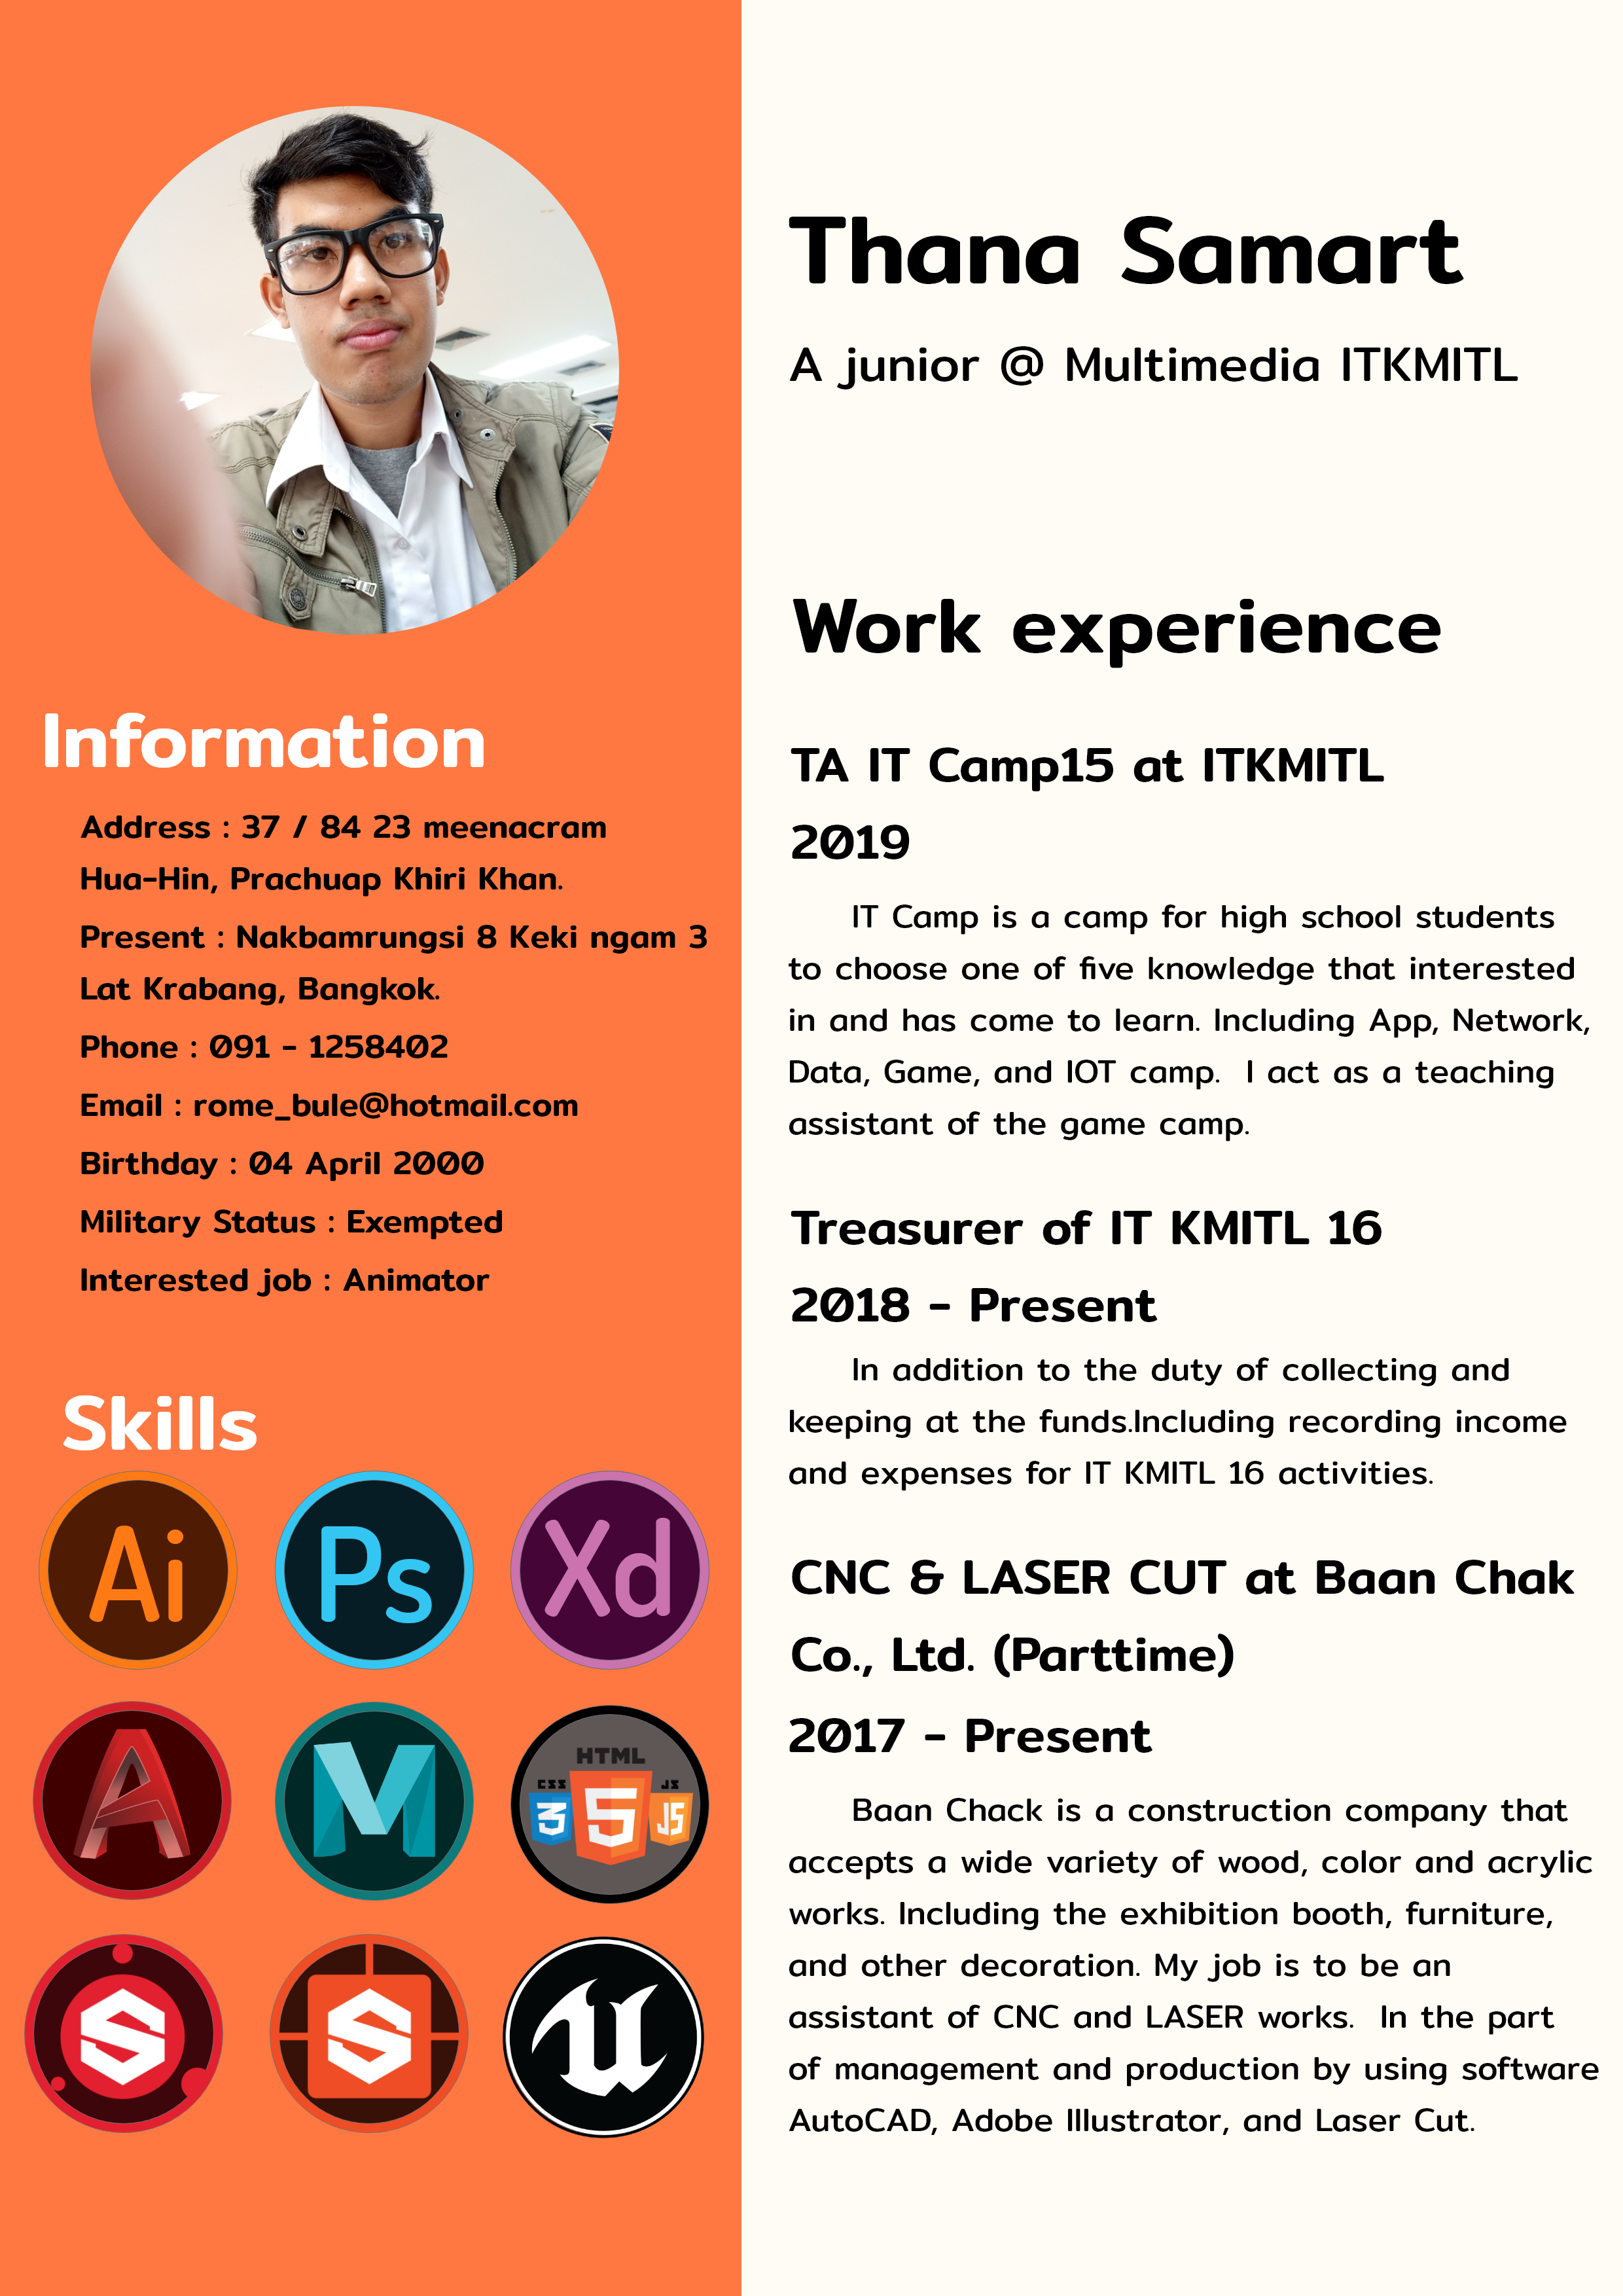 Thana Samart
A junior @ Multimedia ITKMITL
Information
Address : 37 / 84 23 meenacram
Hua-Hin, Prachuap Khiri Khan.
Present : Nakbamrungsi 8 Keki ngam 3
Lat Krabang, Bangkok.
Phone : 091 - 1258402
Email : rome_bule@hotmail.com
Birthday : 04 April 2000
Military Status : Exempted
Interested job : Animator
Skills
Ai
Ps
Xd
HTML
CSS
JS
3
5
JS
Work experience
TA IT Camp15 at ITKMITL
2019
IT Camp is a camp for high school students
to choose one of five knowledge that interested
in and has come to learn. Including App, Network,
Data, Game, and IOT camp. I act as a teaching
assistant of the game camp.
Treasurer of IT KMITL 16
2018 - Present
In addition to the duty of collecting and
keeping at the funds.Including recording income
and expenses for IT KMITL 16 activities.
CNC & LASER CUT at Baan Chak
Co., Ltd. (Parttime)
2017 - Present
Baan Chack is a construction company that
accepts a wide variety of wood, color and acrylic
works. Including the exhibition booth, furniture,
and other decoration. My job is to be an
assistant of CNC and LASER works. In the part
of management and production by using software
AutoCAD, Adobe Illustrator, and Laser Cut.